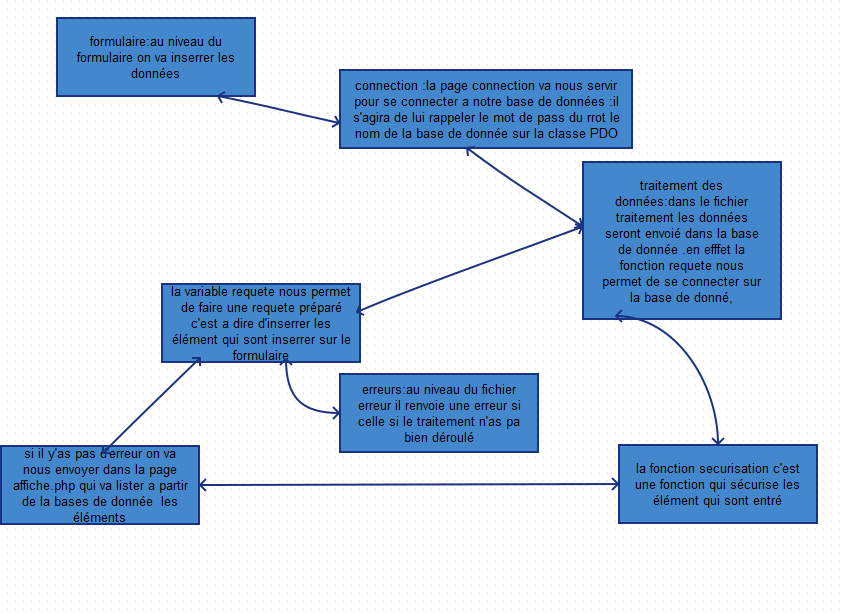 formulaire:au niveau du
formulaire on va inserrer les
données
connection :la page connection va nous servir
pour se connecter a notre base de données :il
s'agira de lui rappeler le mot de pass du rrot le
nom de la base de donnée sur la classe PDO
traitement des
données:dans le fichier
traitement les données
seront envoié dans la base
de donnée .en efffet la
fonction requete nous
permet de se connecter sur
la base de donné,
la variable requete nous permet
de faire une requete préparé
c'est a dire d'inserrer les
élément qui sont inserrer sur le
formulaire
erreurs:au niveau du fichier
erreur il renvoie une erreur si
celle si le traitement n'as pa
bien déroulé
si il y'as pas d'erreur on va
nous envoyer dans la page
affiche.php qui va lister a partir
de la bases de donnée  les
éléments
la fonction securisation c'est
une fonction qui sécurise les
élément qui sont entré